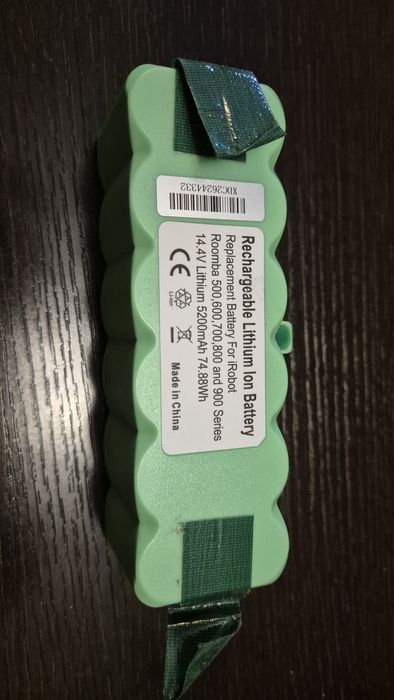 XDC26244332
Rechargeable Lithium Ion Battery
Replacement Battery For iRobot
Roomba 500,600,700,800 and 900 Series
14.4V Lithium 5200mAh 74.88Wh
CE
Li-ion
Made in China